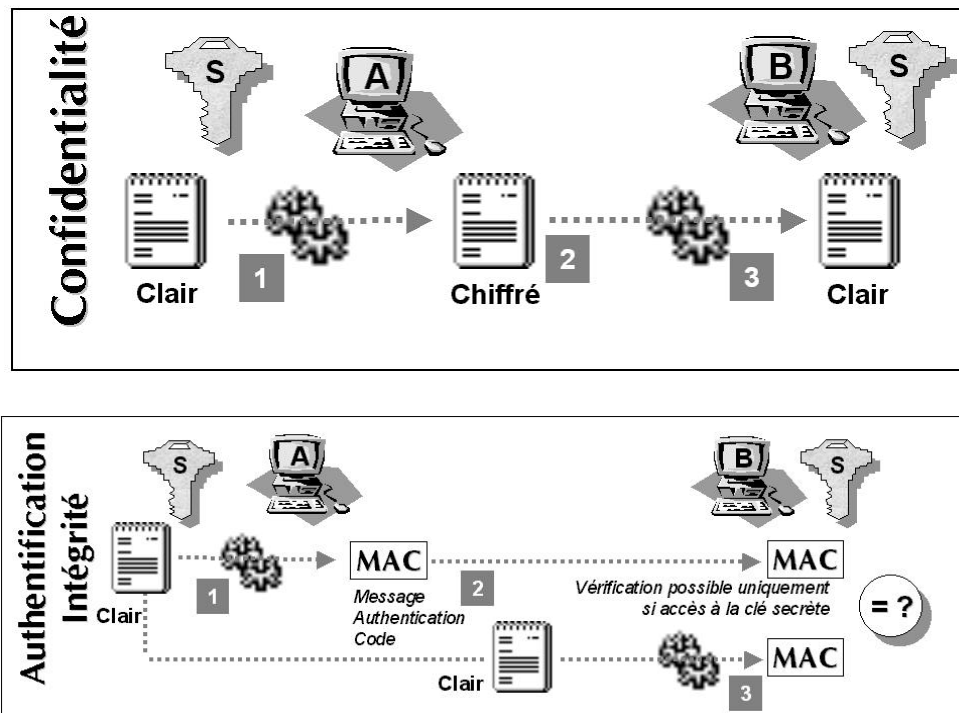 Confidentialité
S
A
B
S
1
2
3
Clair
Chiffré
Clair
Authentification
Intégrité
S
A
B
S
1
MAC
2
MAC
Message
Authentication
Code
Vérification possible uniquement
si accès à la clé secrète
= ?
Clair
Clair
MAC
3